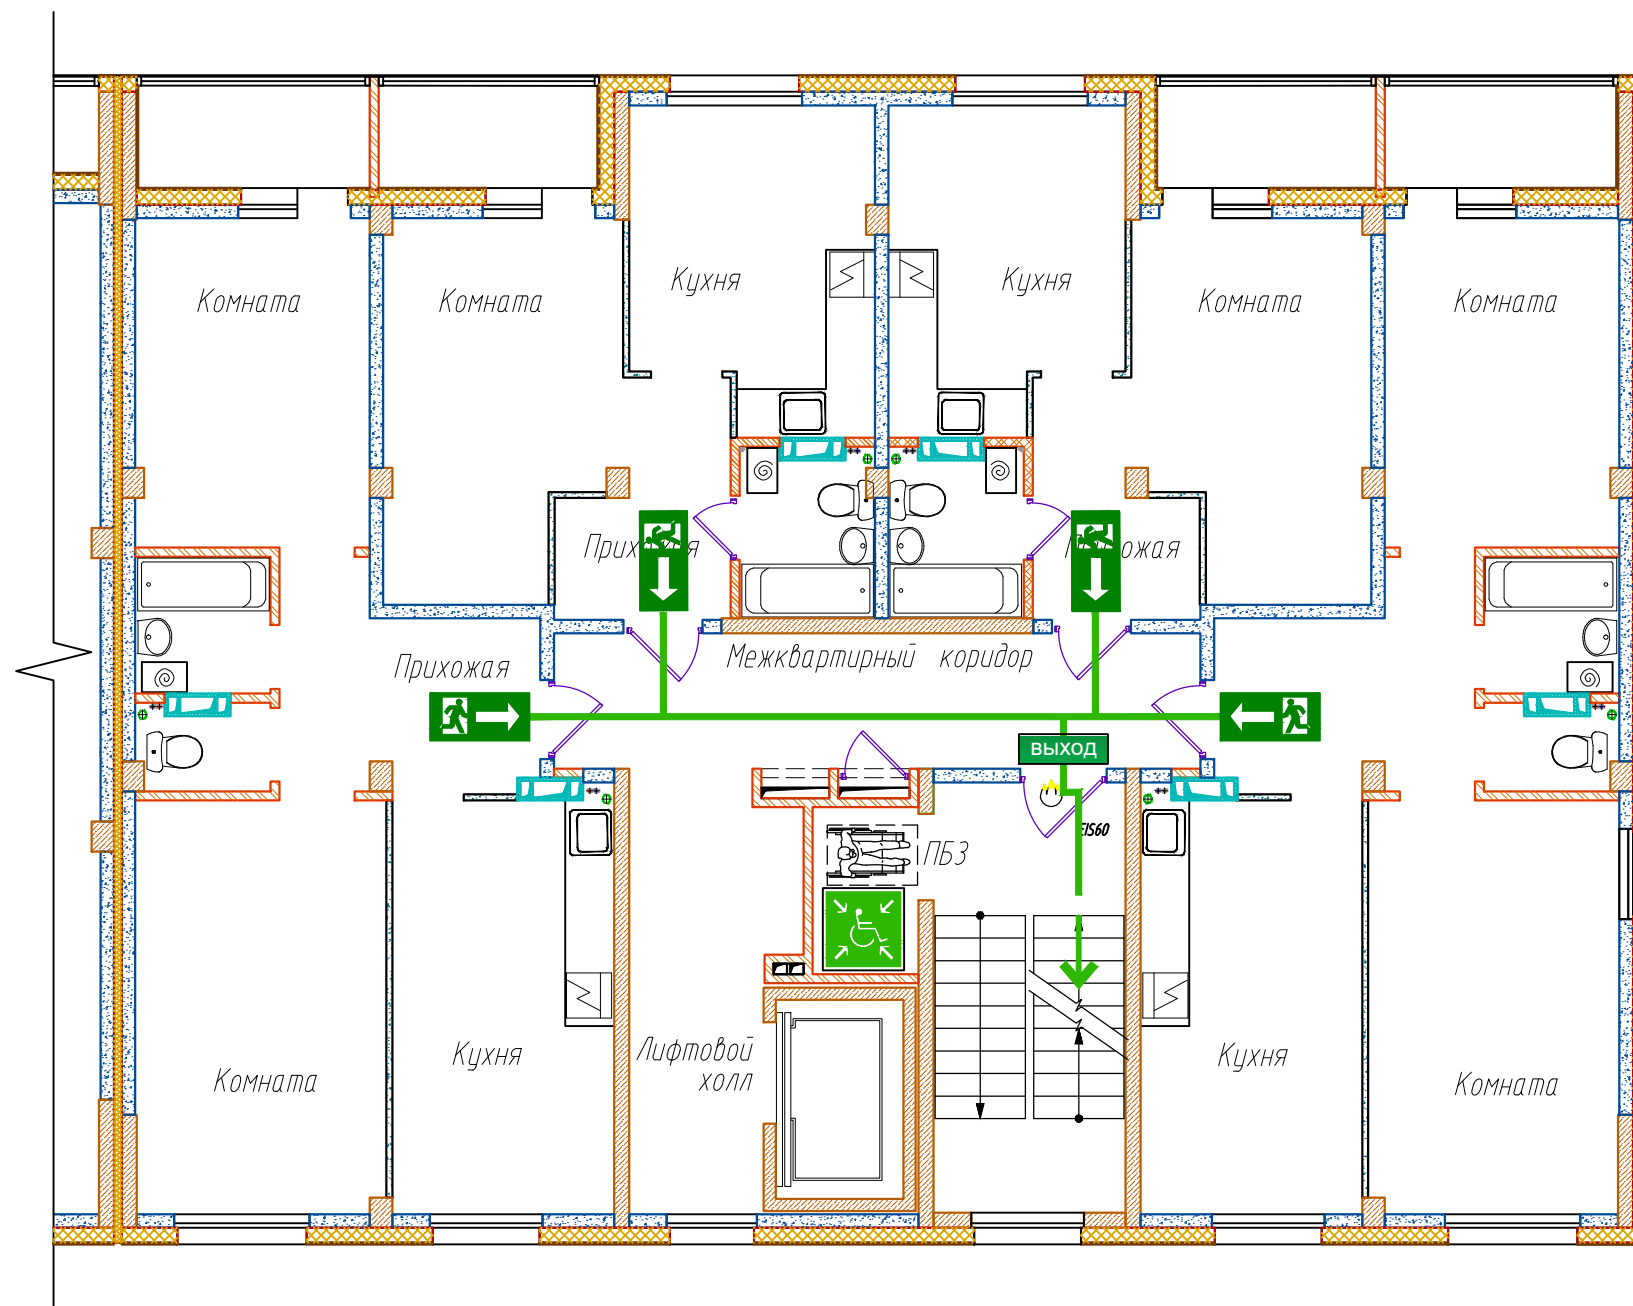 Кухня
Кухня
Комната
Комната
Комната
Комната
Прихожая
Прихожая
Межквартирный коридор
Прихожая
ВЫХОД
EIS60
ПБЗ
Лифтовой
холл
Кухня
Кухня
Комната
Комната